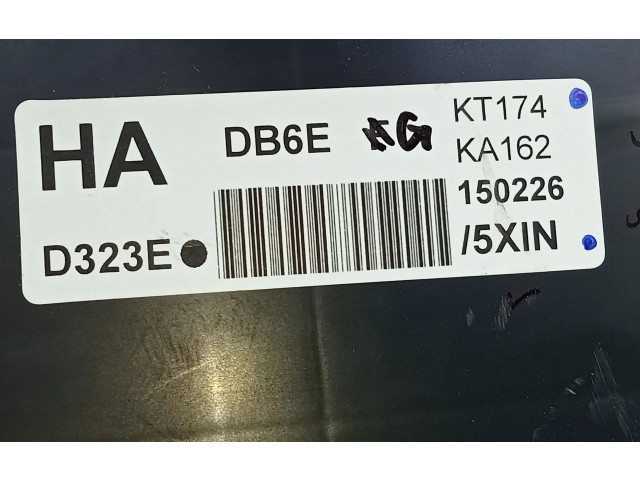 HA DB6E KT174
KA162
150226
D323E /5XIN